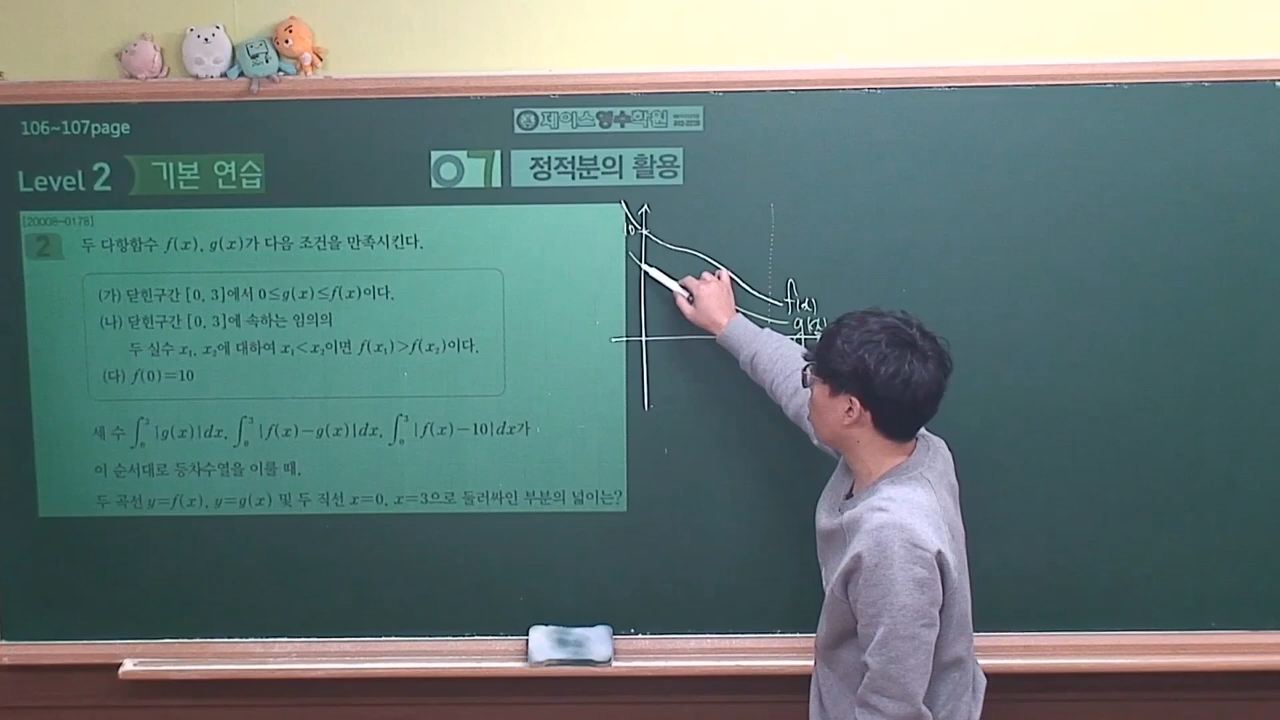 106~107page
제이스영수학원
Level 2 기본 연습
07 정적분의 활용
[20008-0178]
2 두 다항함수 f(x), g(x)가 다음 조건을 만족시킨다.
(가) 닫힌구간 [0, 3]에서 0≤g(x)≤f(x)이다.
(나) 닫힌구간 [0, 3]에 속하는 임의의
두 실수 x₁, x₂에 대하여 x₁<x₂이면 f(x₁)>f(x₂)이다.
(다) f(0)=10
세 수 ∫₀³|g(x)|dx, ∫₀³|f(x)-g(x)|dx, ∫₀³|f(x)-10|dx가
이 순서대로 등차수열을 이룰 때,
두 곡선 y=f(x), y=g(x) 및 두 직선 x=0, x=3으로 둘러싸인 부분의 넓이는?
10
f(x)
g(x)